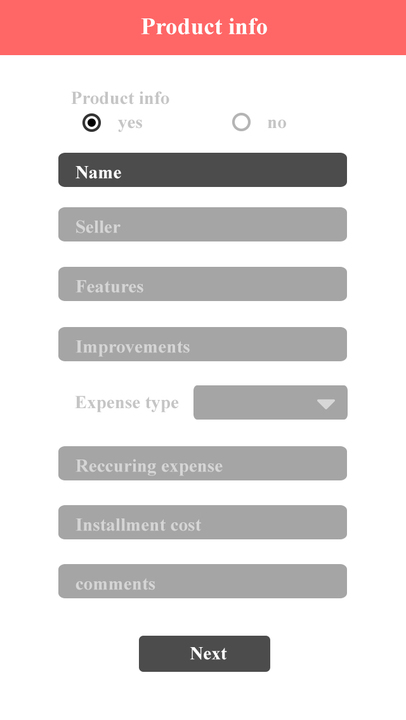 Product info
Product info
yes no
Name
Seller
Features
Improvements
Expense type
Reccuring expense
Installment cost
comments
Next